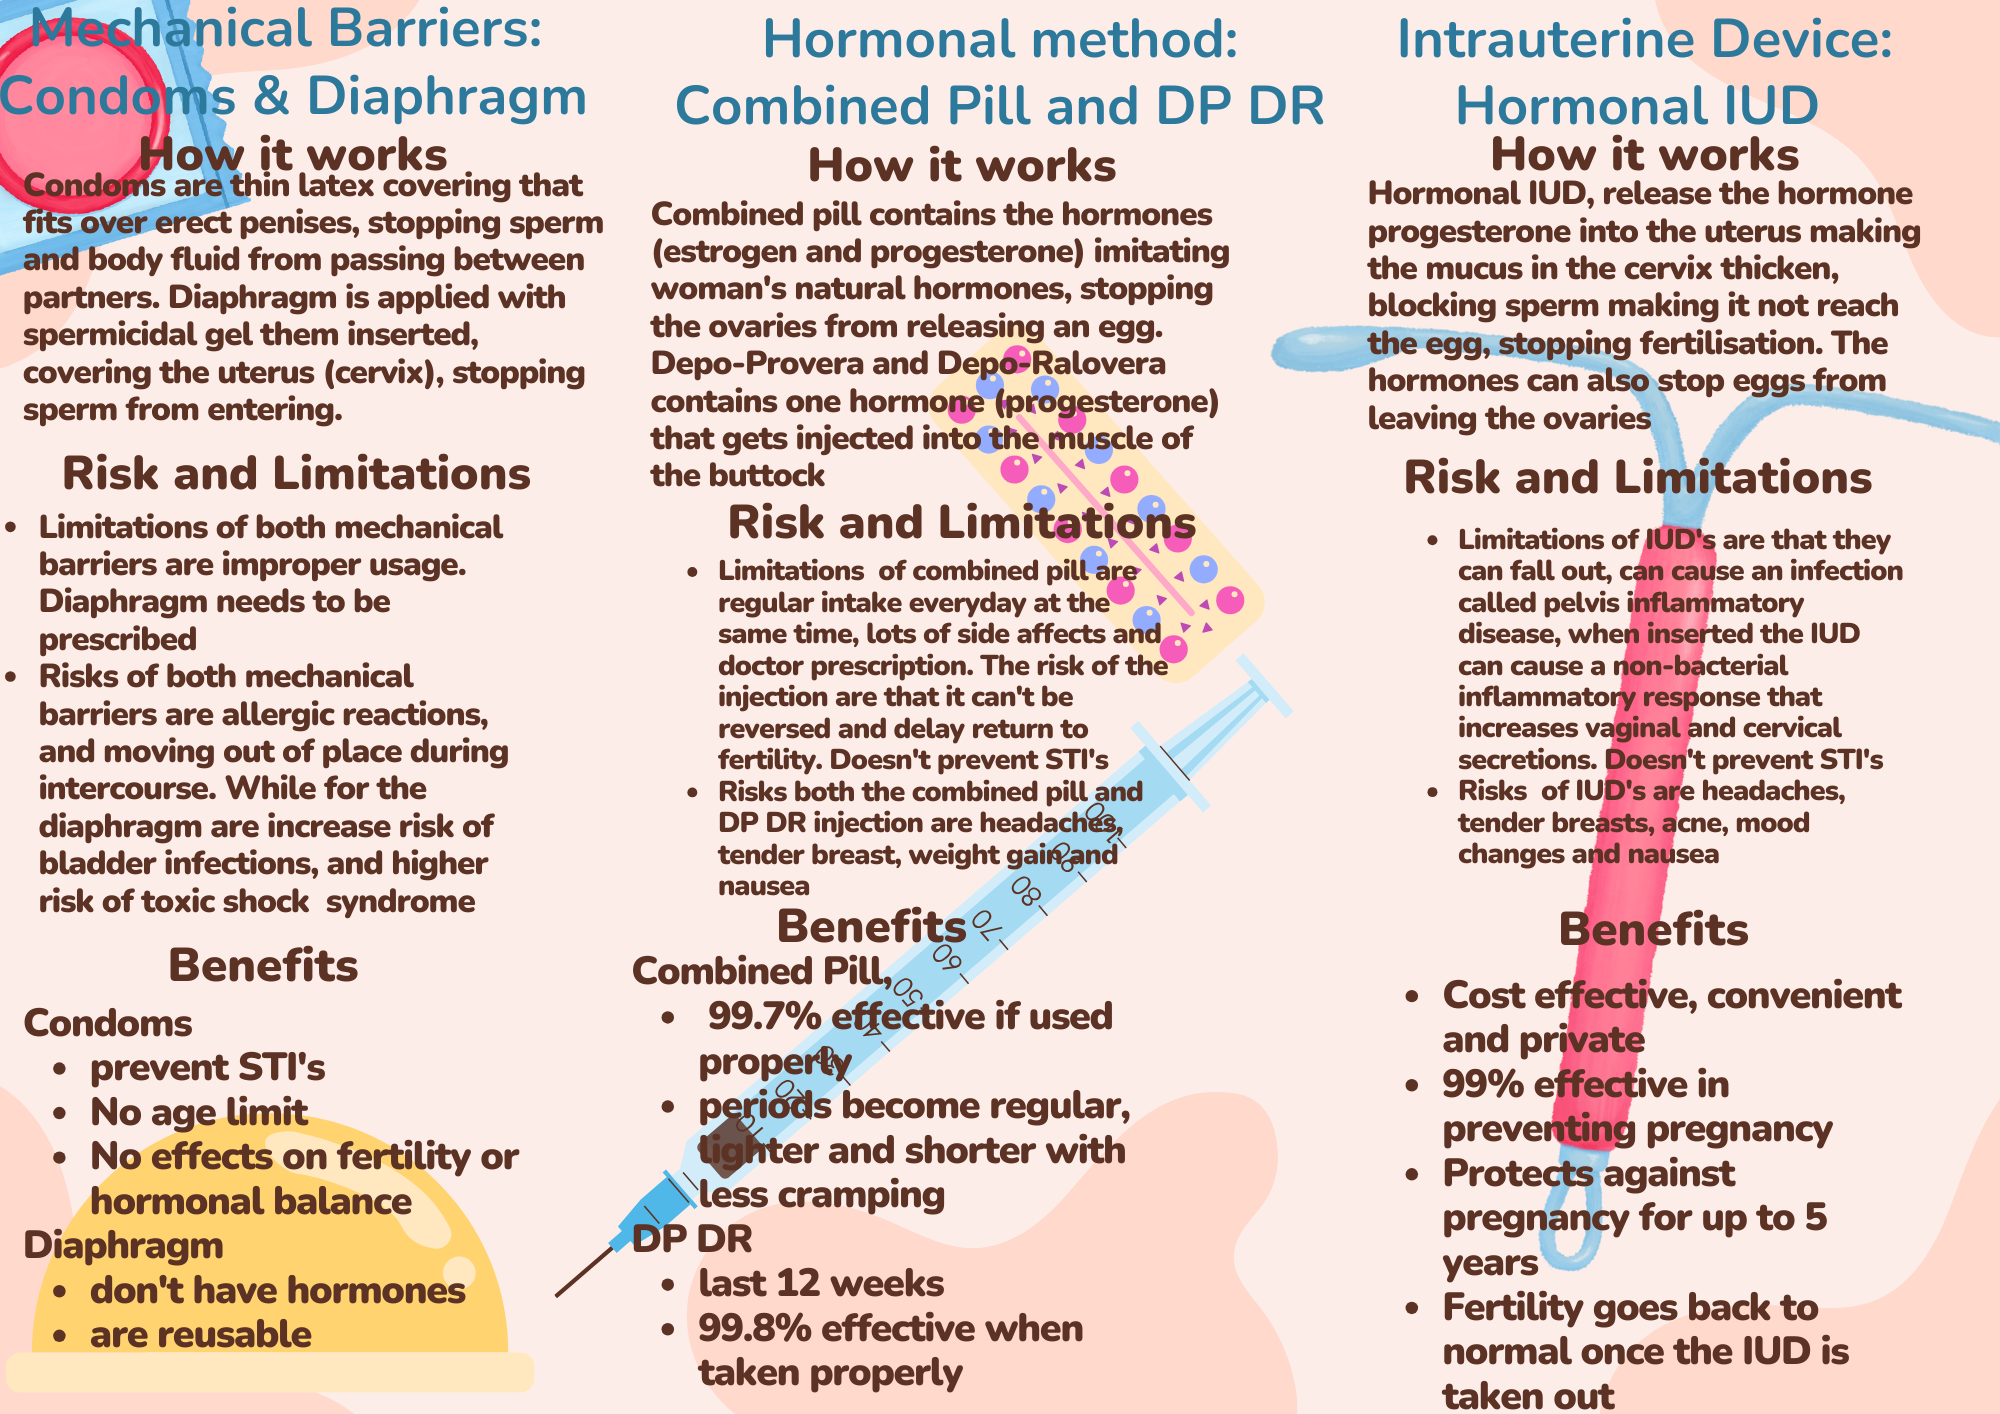 Mechanical Barriers:
Condoms & Diaphragm
How it works
Condoms are thin latex covering that
fits over erect penises, stopping sperm
and body fluid from passing between
partners. Diaphragm is applied with
spermicidal gel them inserted,
covering the uterus (cervix), stopping
sperm from entering.
Risk and Limitations
• Limitations of both mechanical
barriers are improper usage.
Diaphragm needs to be
prescribed
• Risks of both mechanical
barriers are allergic reactions,
and moving out of place during
intercourse. While for the
diaphragm are increase risk of
bladder infections, and higher
risk of toxic shock syndrome
Benefits
Condoms
• prevent STI's
• No age limit
• No effects on fertility or
hormonal balance
Diaphragm
• don't have hormones
• are reusable
Hormonal method:
Combined Pill and DP DR
How it works
Combined pill contains the hormones
(estrogen and progesterone) imitating
woman's natural hormones, stopping
the ovaries from releasing an egg.
Depo-Provera and Depo-Ralovera
contains one hormone (progesterone)
that gets injected into the muscle of
the buttock
Risk and Limitations
• Limitations of combined pill are
regular intake everyday at the
same time, lots of side affects and
doctor prescription. The risk of the
injection are that it can't be
reversed and delay return to
fertility. Doesn't prevent STI's
• Risks both the combined pill and
DP DR injection are headaches,
tender breast, weight gain and
nausea
Benefits
Combined Pill,
• 99.7% effective if used
properly
• periods become regular,
lighter and shorter with
less cramping
DP DR
• last 12 weeks
• 99.8% effective when
taken properly
100
90
80
70
60
50
Intrauterine Device:
Hormonal IUD
How it works
Hormonal IUD, release the hormone
progesterone into the uterus making
the mucus in the cervix thicken,
blocking sperm making it not reach
the egg, stopping fertilisation. The
hormones can also stop eggs from
leaving the ovaries
Risk and Limitations
• Limitations of IUD's are that they
can fall out, can cause an infection
called pelvis inflammatory
disease, when inserted the IUD
can cause a non-bacterial
inflammatory response that
increases vaginal and cervical
secretions. Doesn't prevent STI's
• Risks of IUD's are headaches,
tender breasts, acne, mood
changes and nausea
Benefits
• Cost effective, convenient
and private
• 99% effective in
preventing pregnancy
• Protects against
pregnancy for up to 5
years
• Fertility goes back to
normal once the IUD is
taken out